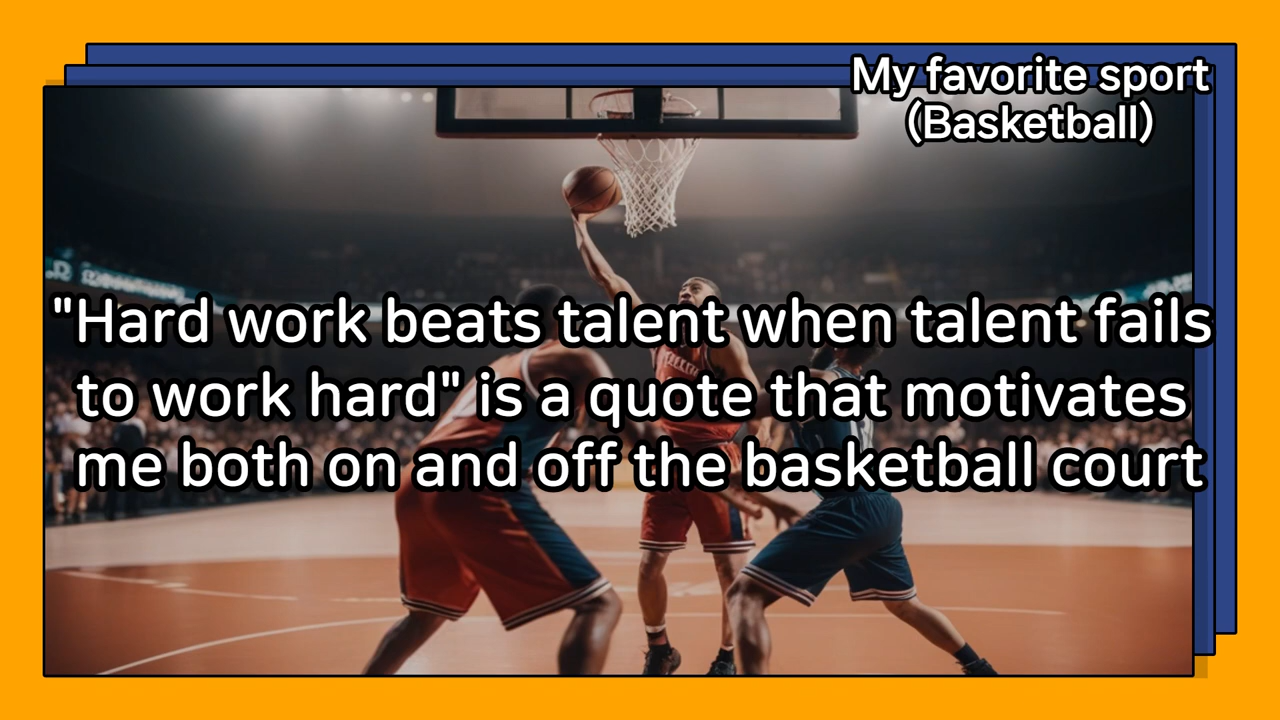 My favorite sport
(Basketball)
"Hard work beats talent when talent fails
to work hard" is a quote that motivates
me both on and off the basketball court